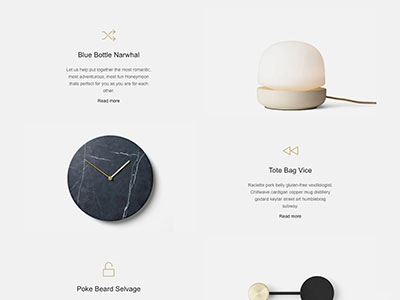 Blue Bottle Narwhal
Let us help put together the most romantic,
most adventurous, most fun Honeymoon
thats perfect for you as you are for each
other.
Read more
Tote Bag Vice
Raclette pork belly gluten-free vexillologist.
Chillwave cardigan copper mug distillery
godard keytar street art humblebrag
subway.
Read more
Poke Beard Selvage